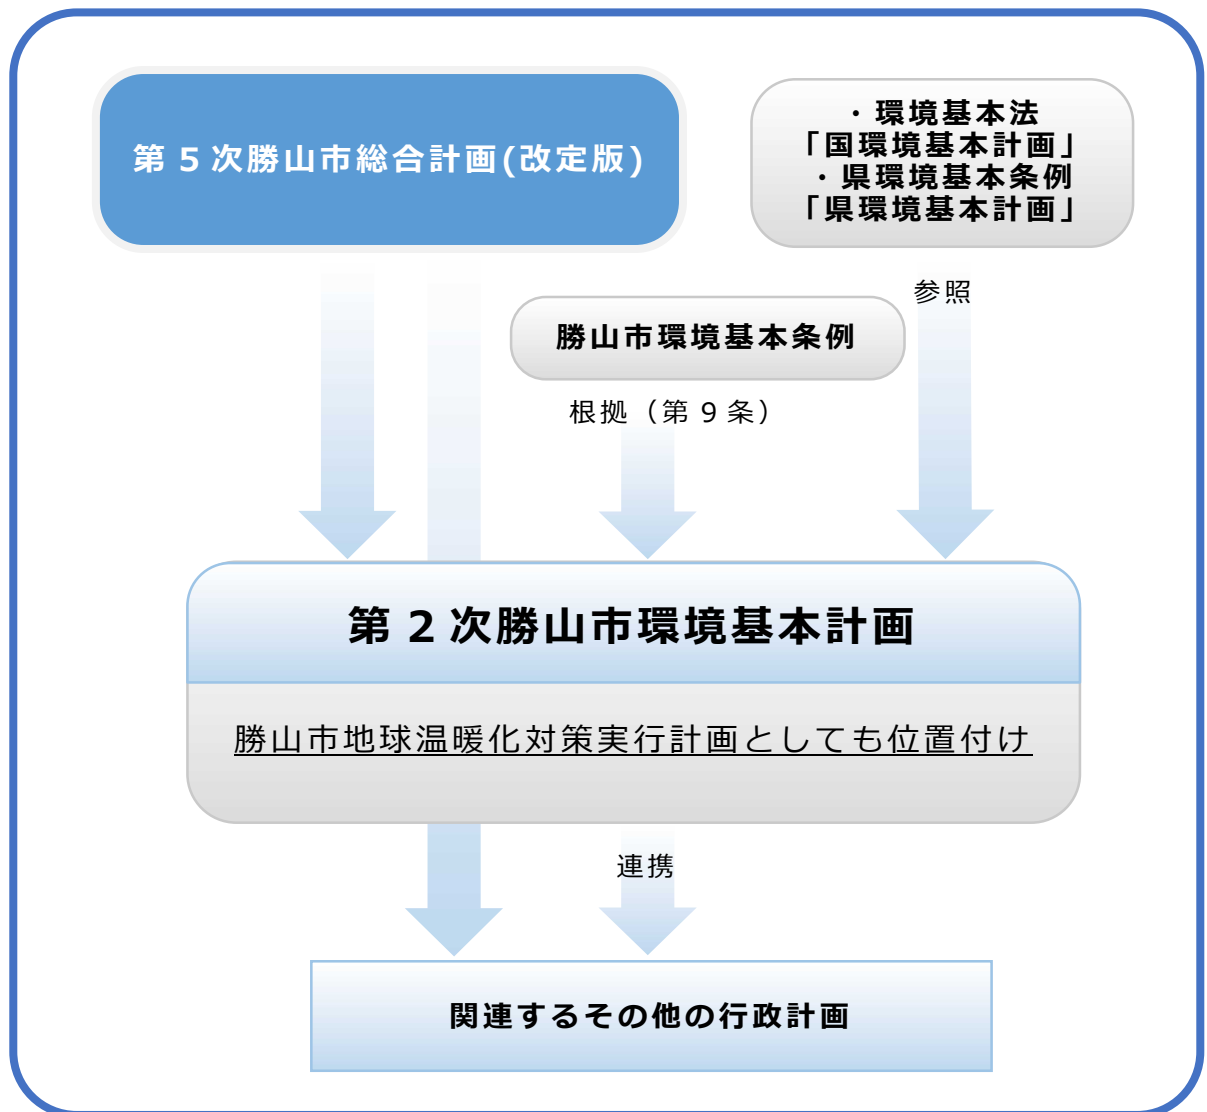 第5次勝山市総合計画(改定版)
・環境基本法
「国環境基本計画」
・県環境基本条例
「県環境基本計画」
参照
勝山市環境基本条例
根拠（第9条）
第2次勝山市環境基本計画
勝山市地球温暖化対策実行計画としても位置付け
連携
関連するその他の行政計画